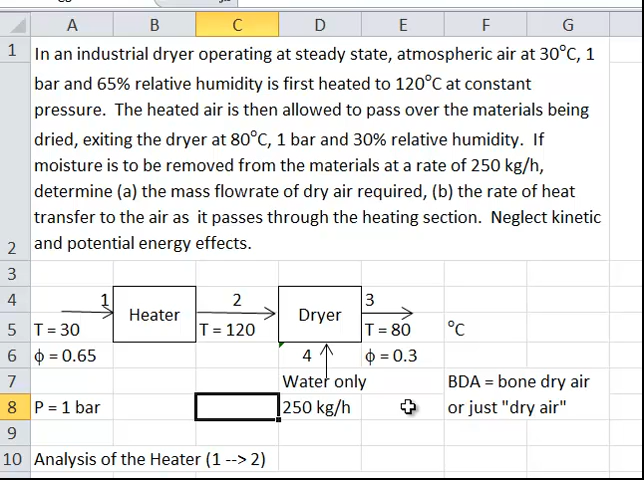 A B C D E F G
1 In an industrial dryer operating at steady state, atmospheric air at 30°C, 1
bar and 65% relative humidity is first heated to 120°C at constant
pressure. The heated air is then allowed to pass over the materials being
dried, exiting the dryer at 80°C, 1 bar and 30% relative humidity. If
moisture is to be removed from the materials at a rate of 250 kg/h,
determine (a) the mass flowrate of dry air required, (b) the rate of heat
transfer to the air as it passes through the heating section. Neglect kinetic
2 and potential energy effects.
3
4 1 Heater 2 Dryer 3
5 T = 30 T = 120 T = 80 °C
6 ϕ = 0.65 4 ϕ = 0.3
7 Water only BDA = bone dry air
8 P = 1 bar 250 kg/h or just "dry air"
9
10 Analysis of the Heater (1 --> 2)